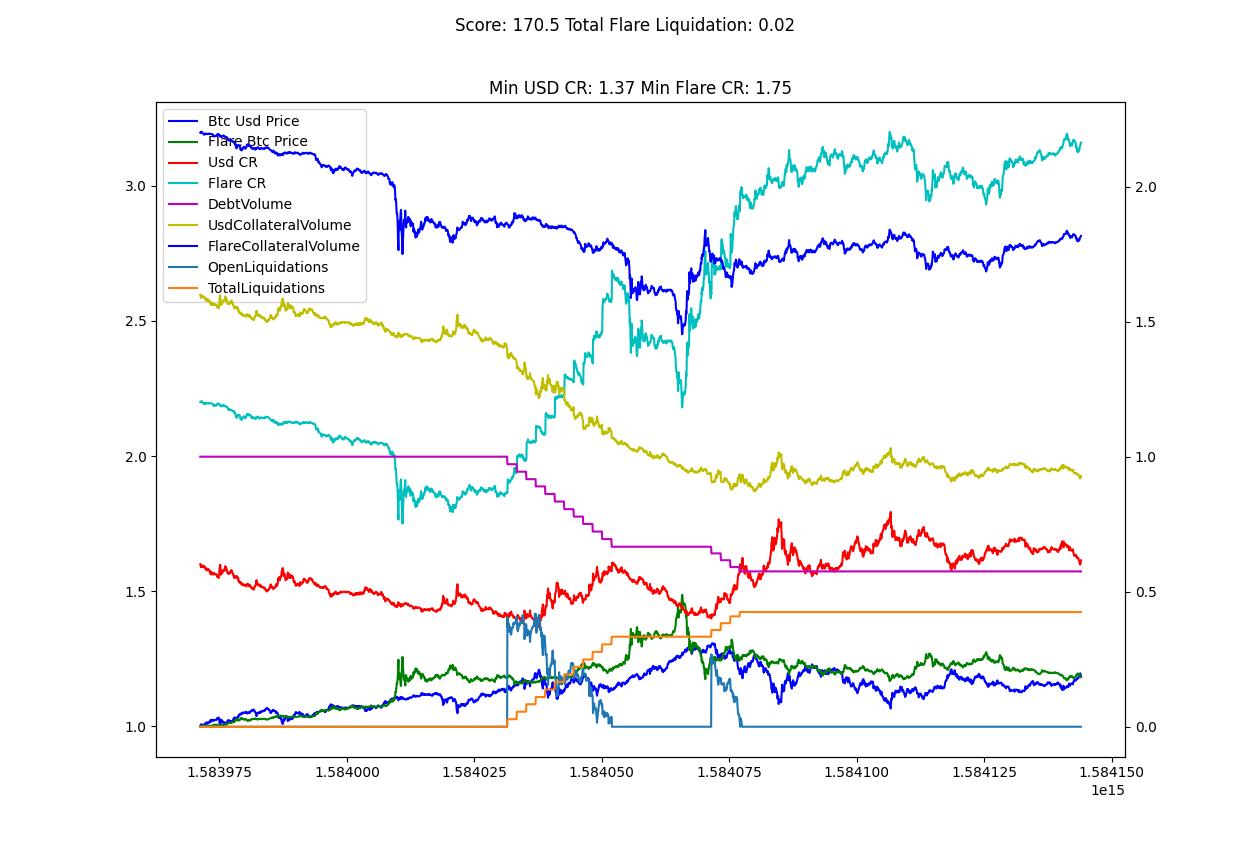 Score: 170.5 Total Flare Liquidation: 0.02
Min USD CR: 1.37 Min Flare CR: 1.75
Btc Usd Price
Flare Btc Price
Usd CR
Flare CR
DebtVolume
UsdCollateralVolume
FlareCollateralVolume
OpenLiquidations
TotalLiquidations
3.0
2.5
2.0
1.5
1.0
2.0
1.5
1.0
0.5
0.0
1.583975 1.584000 1.584025 1.584050 1.584075 1.584100 1.584125 1.584150
1e15